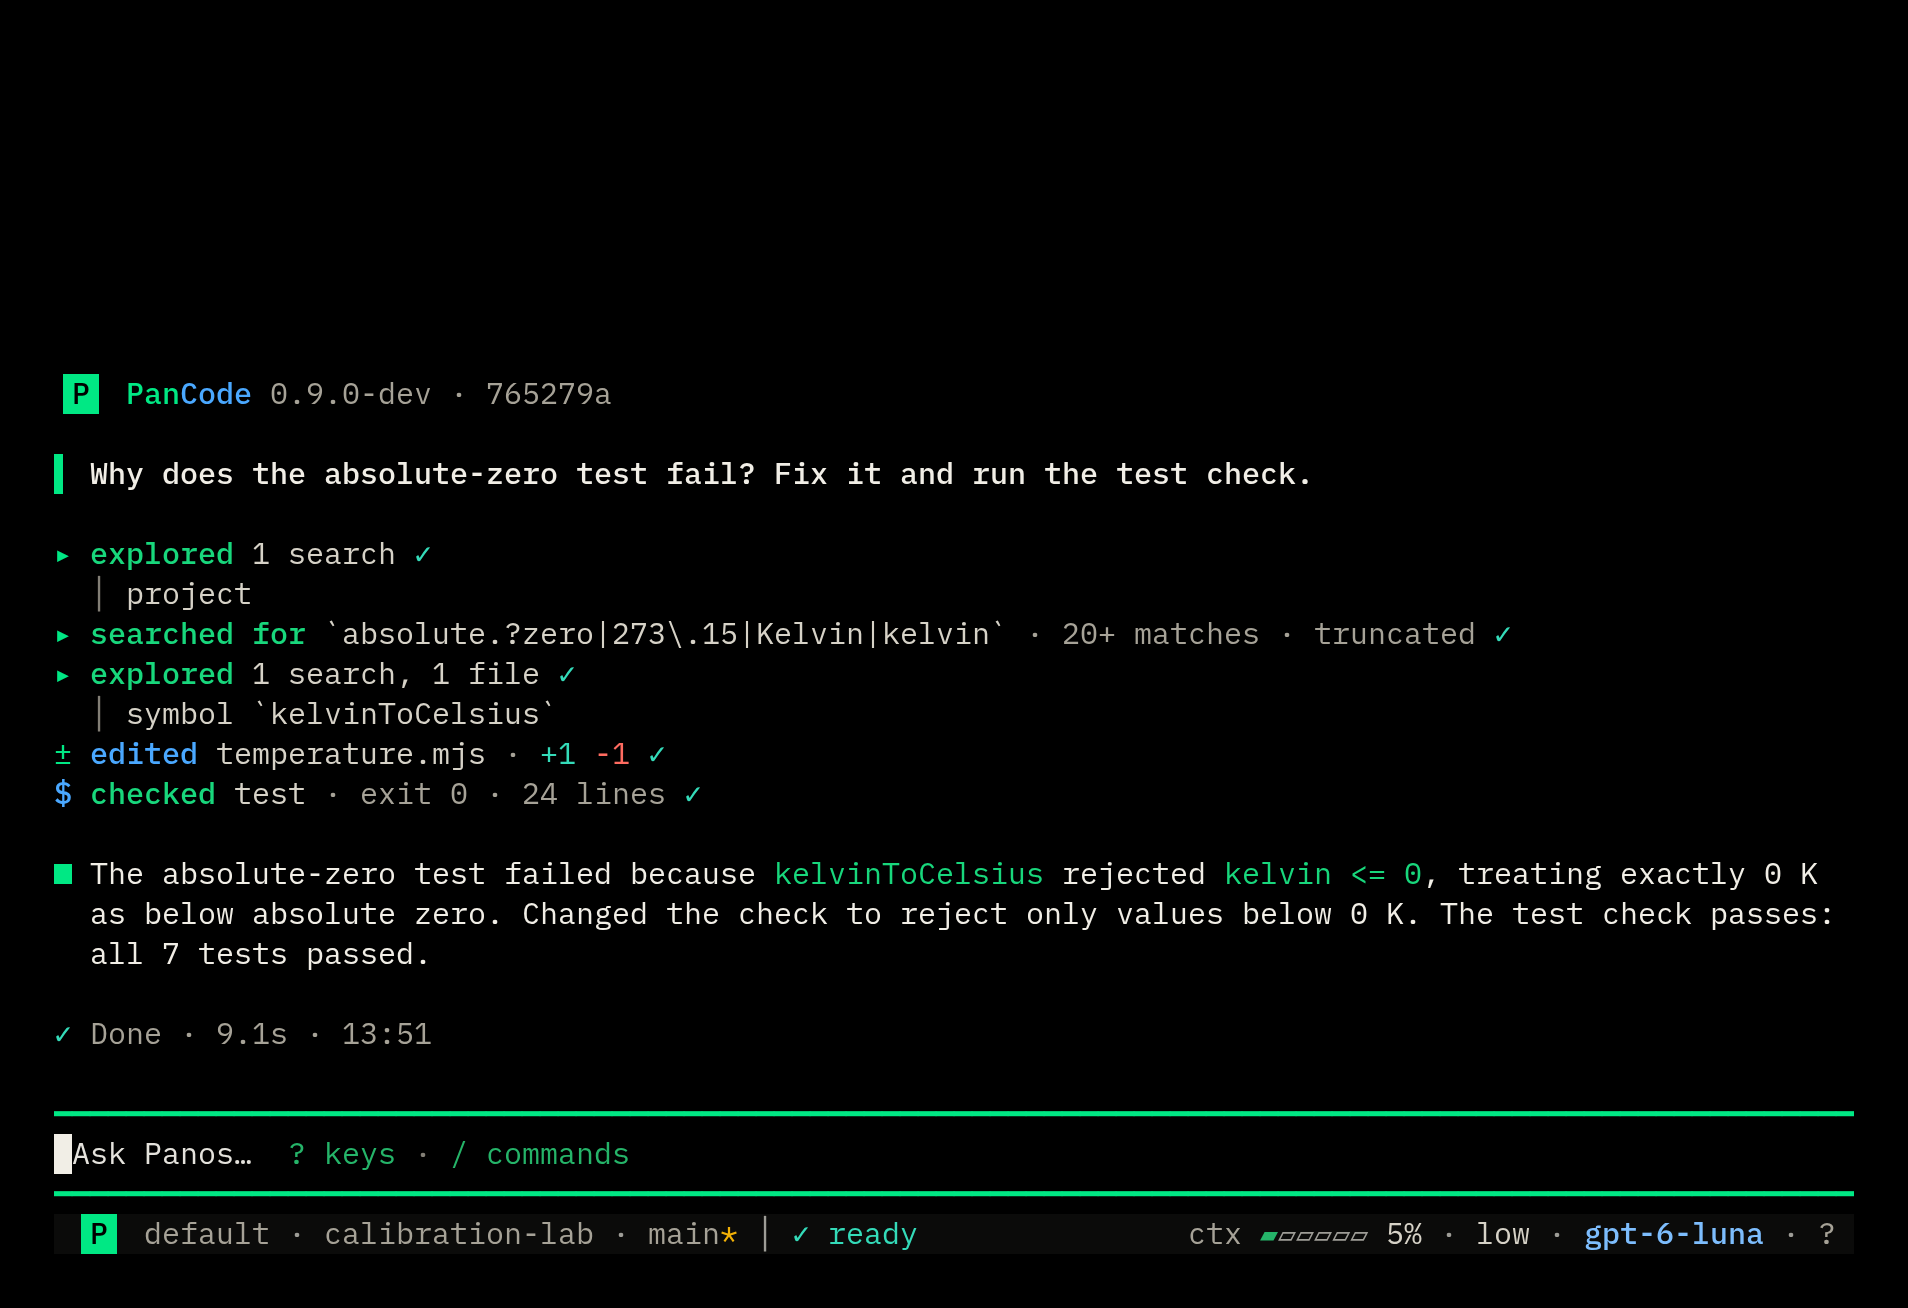 P PanCode 0.9.0-dev · 765279a
Why does the absolute-zero test fail? Fix it and run the test check.
▸ explored 1 search ✓
│ project
▸ searched for `absolute.?zero|273\.15|Kelvin|kelvin` · 20+ matches · truncated ✓
▸ explored 1 search, 1 file ✓
│ symbol `kelvinToCelsius`
± edited temperature.mjs · +1 -1 ✓
$ checked test · exit 0 · 24 lines ✓
■ The absolute-zero test failed because kelvinToCelsius rejected kelvin <= 0, treating exactly 0 K
as below absolute zero. Changed the check to reject only values below 0 K. The test check passes:
all 7 tests passed.
✓ Done · 9.1s · 13:51
Ask Panos… ? keys · / commands
P default · calibration-lab · main* │ ✓ ready ctx ▰▱▱▱▱▱ 5% · low · gpt-6-luna · ?